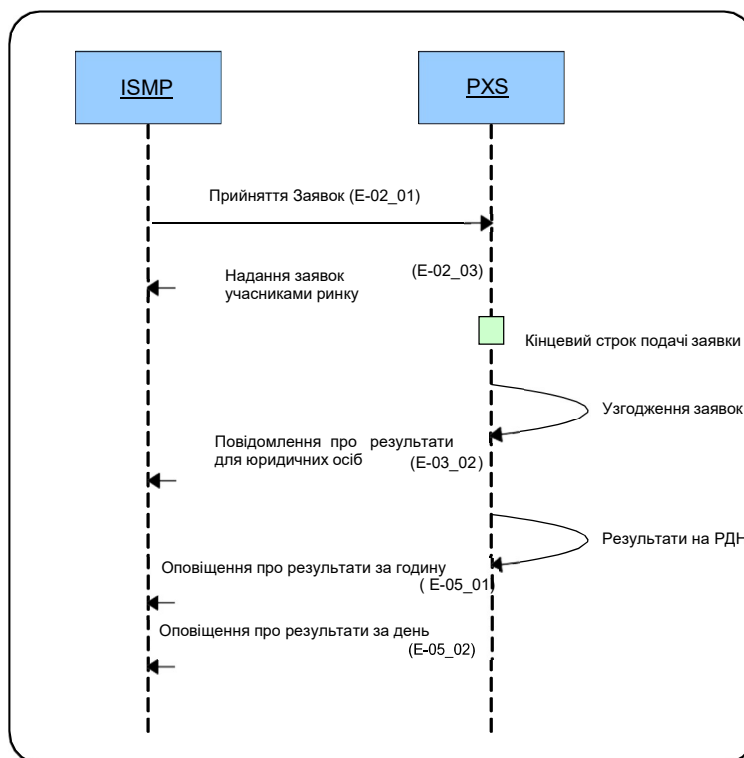 ISMP
PXS
Прийняття Заявок (E-02_01)
(E-02_03)
Надання заявок
учасниками ринку
Кінцевий строк подачі заявки
Узгодження заявок
Повідомлення про результати
для юридичних осіб
(E-03_02)
Результати на РДН
Оповіщення про результати за годину
( E-05_01)
Оповіщення про результати за день
(E-05_02)